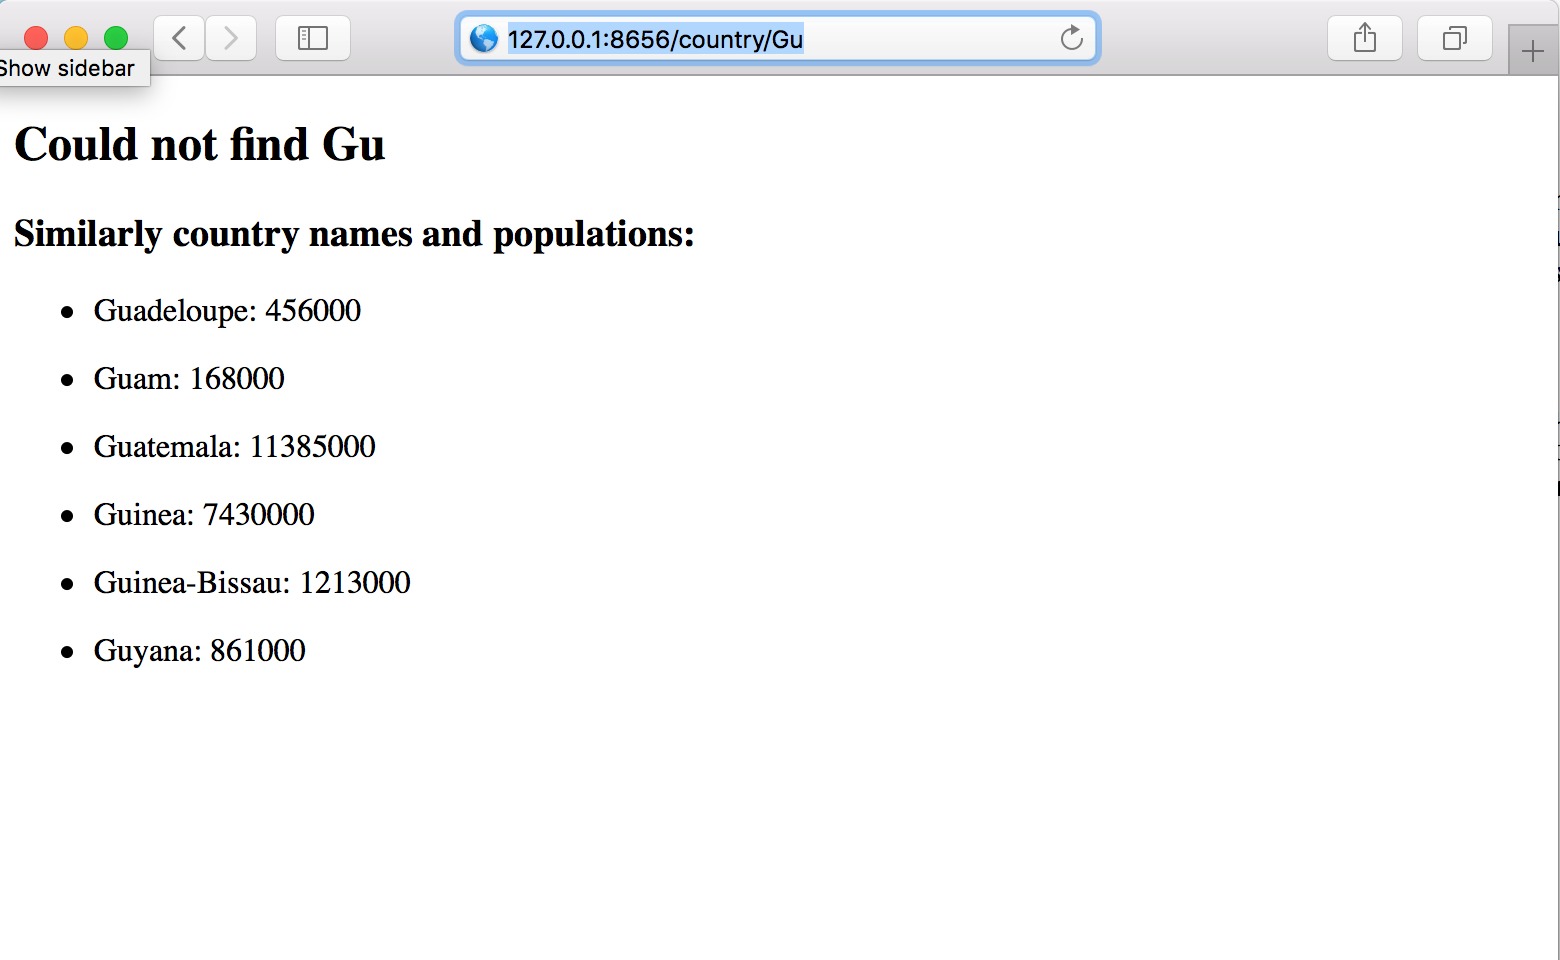 127.0.0.1:8656/country/Gu
Show sidebar
Could not find Gu
Similarly country names and populations:
Guadeloupe: 456000
Guam: 168000
Guatemala: 11385000
Guinea: 7430000
Guinea-Bissau: 1213000
Guyana: 861000